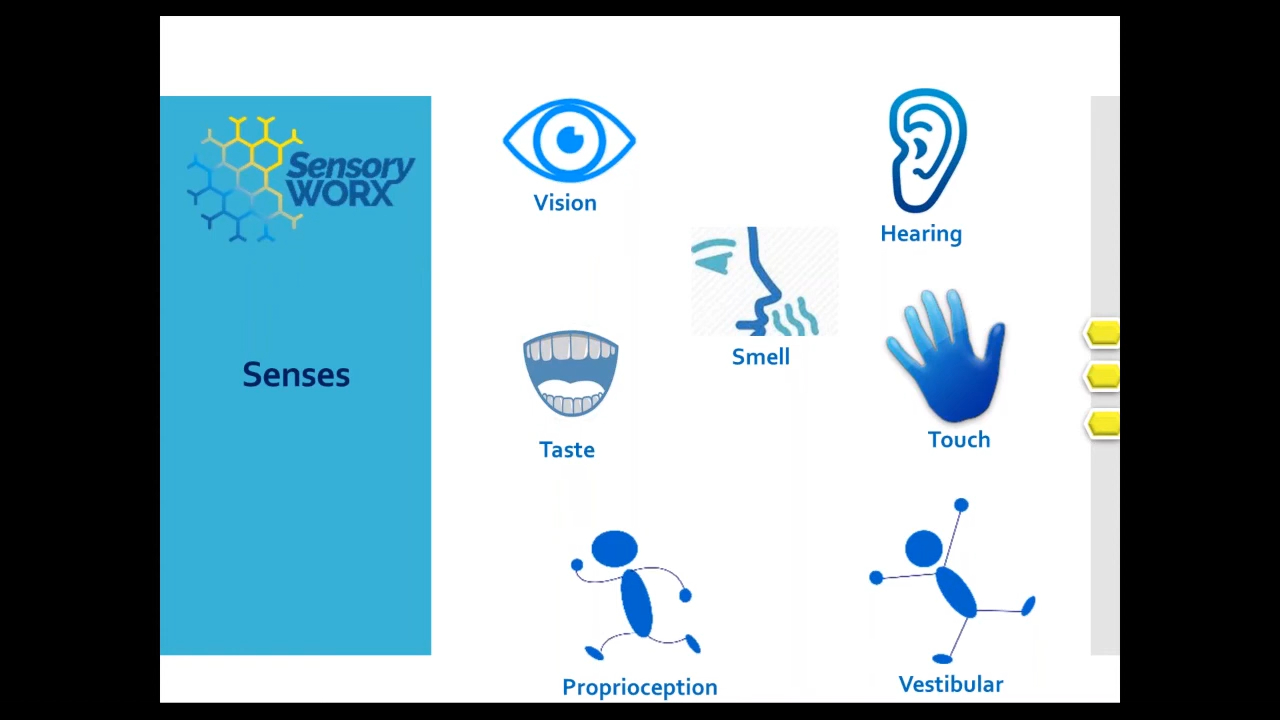 Sensory
WORX
Senses
Vision
Hearing
Smell
Taste
Touch
Proprioception
Vestibular